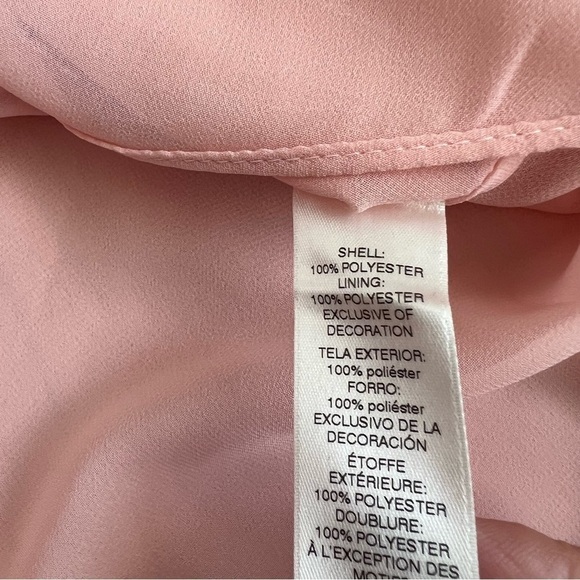 SHELL:
100% POLYESTER
LINING:
100% POLYESTER
EXCLUSIVE OF
DECORATION
TELA EXTERIOR:
100% poliéster
FORRO:
100% poliéster
EXCLUSIVO DE LA
DECORACIÓN
ÉTOFFE
EXTÉRIEURE:
100% POLYESTER
DOUBLURE:
100% POLYESTER
À L'EXCEPTION DES